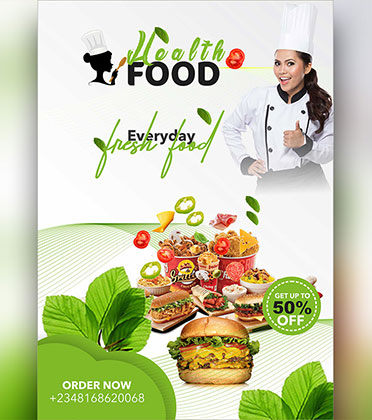 Health
FOOD
Everyday
fresh food
GET UP TO
50%
OFF
ORDER NOW
+2348168620068